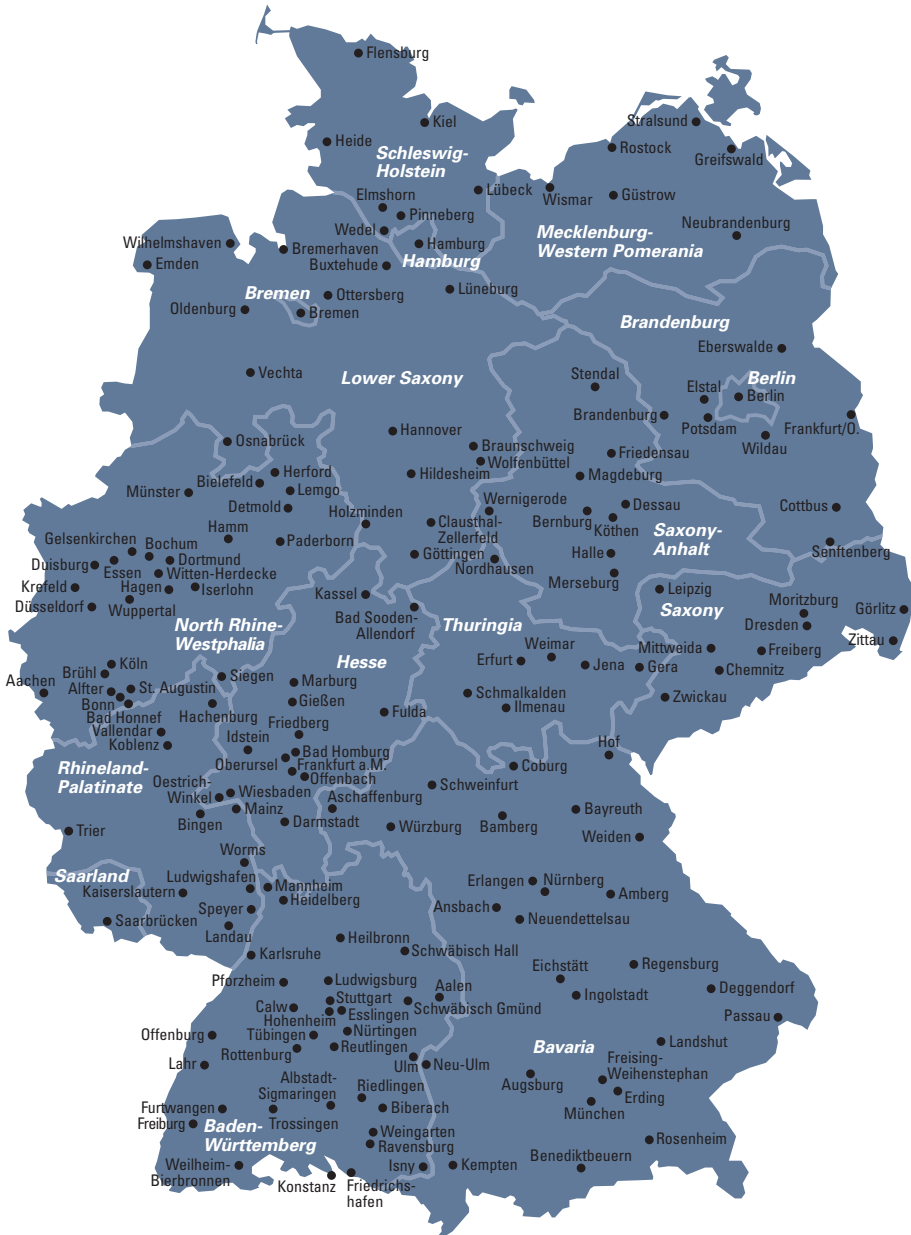 Flensburg
Kiel
Stralsund
Heide
Rostock
Greifswald
Schleswig-
Holstein
Lübeck
Wismar
Güstrow
Elmshorn
Pinneberg
Neubrandenburg
Wedel
Mecklenburg-
Western Pomerania
Wilhelmshaven
Bremerhaven
Hamburg
Emden
Buxtehude
Hamburg
Bremen
Ottersberg
Lüneburg
Oldenburg
Bremen
Brandenburg
Eberswalde
Vechta
Lower Saxony
Stendal
Elstal
Berlin
Berlin
Brandenburg
Potsdam
Frankfurt/O.
Wildau
Osnabrück
Hannover
Braunschweig
Wolfenbüttel
Friedensau
Herford
Hildesheim
Magdeburg
Bielefeld
Lemgo
Münster
Detmold
Holzminden
Wernigerode
Dessau
Bernburg
Köthen
Cottbus
Hamm
Clausthal-
Zellerfeld
Saxony-
Anhalt
Gelsenkirchen
Bochum
Paderborn
Göttingen
Nordhausen
Halle
Senftenberg
Duisburg
Essen
Dortmund
Witten-Herdecke
Merseburg
Krefeld
Hagen
Iserlohn
Kassel
Leipzig
Düsseldorf
Wuppertal
Bad Sooden-
Allendorf
Saxony
Moritzburg
Görlitz
North Rhine-
Westphalia
Thuringia
Dresden
Zittau
Weimar
Mittweida
Freiberg
Köln
Hesse
Erfurt
Jena
Gera
Chemnitz
Brühl
Siegen
Marburg
Aachen
Alfter
St. Augustin
Schmalkalden
Zwickau
Bonn
Gießen
Ilmenau
Bad Honnef
Hachenburg
Fulda
Vallendar
Friedberg
Koblenz
Idstein
Bad Homburg
Hof
Oberursel
Frankfurt a.M.
Coburg
Rhineland-
Palatinate
Offenbach
Schweinfurt
Oestrich-
Winkel
Wiesbaden
Aschaffenburg
Mainz
Bayreuth
Bingen
Darmstadt
Würzburg
Bamberg
Trier
Weiden
Worms
Saarland
Ludwigshafen
Mannheim
Erlangen
Nürnberg
Kaiserslautern
Heidelberg
Amberg
Speyer
Ansbach
Saarbrücken
Landau
Neuendettelsau
Heilbronn
Schwäbisch Hall
Karlsruhe
Regensburg
Eichstätt
Pforzheim
Ludwigsburg
Aalen
Deggendorf
Stuttgart
Ingolstadt
Calw
Esslingen
Schwäbisch Gmünd
Hohenheim
Passau
Offenburg
Tübingen
Nürtingen
Rottenburg
Reutlingen
Landshut
Bavaria
Lahr
Ulm
Neu-Ulm
Freising-
Weihenstephan
Albstadt-
Sigmaringen
Riedlingen
Augsburg
Erding
Furtwangen
Trossingen
Biberach
München
Freiburg
Baden-
Württemberg
Weingarten
Ravensburg
Rosenheim
Weilheim-
Bierbronnen
Isny
Kempten
Benediktbeuern
Konstanz
Friedrichs-
hafen